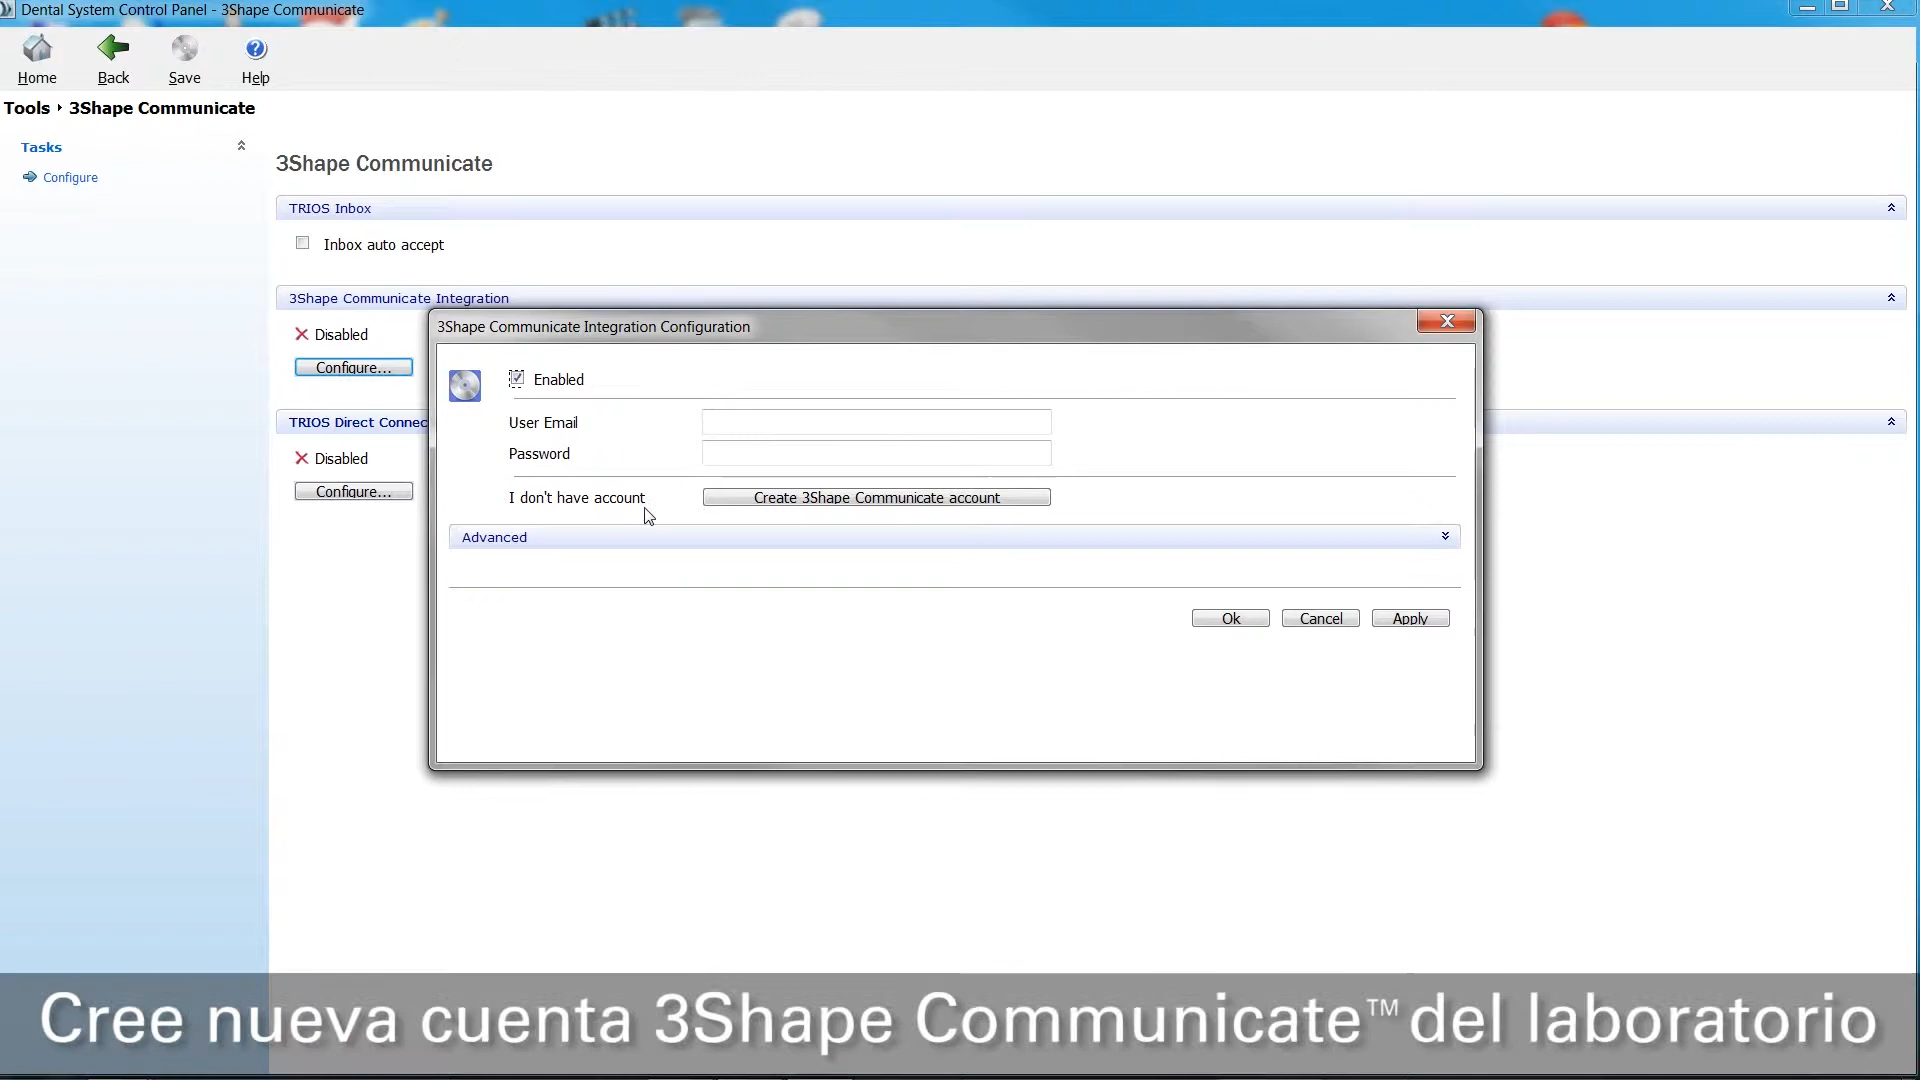 Dental System Control Panel - 3Shape Communicate
Home Back Save Help
Tools 3Shape Communicate
Tasks
Configure
3Shape Communicate
TRIOS Inbox
Inbox auto accept
3Shape Communicate Integration
Disabled
Configure...
TRIOS Direct Connec
Disabled
Configure...
3Shape Communicate Integration Configuration
Enabled
User Email
Password
I don't have account
Create 3Shape Communicate account
Advanced
Ok Cancel Apply
Cree nueva cuenta 3Shape Communicate™ del laboratorio